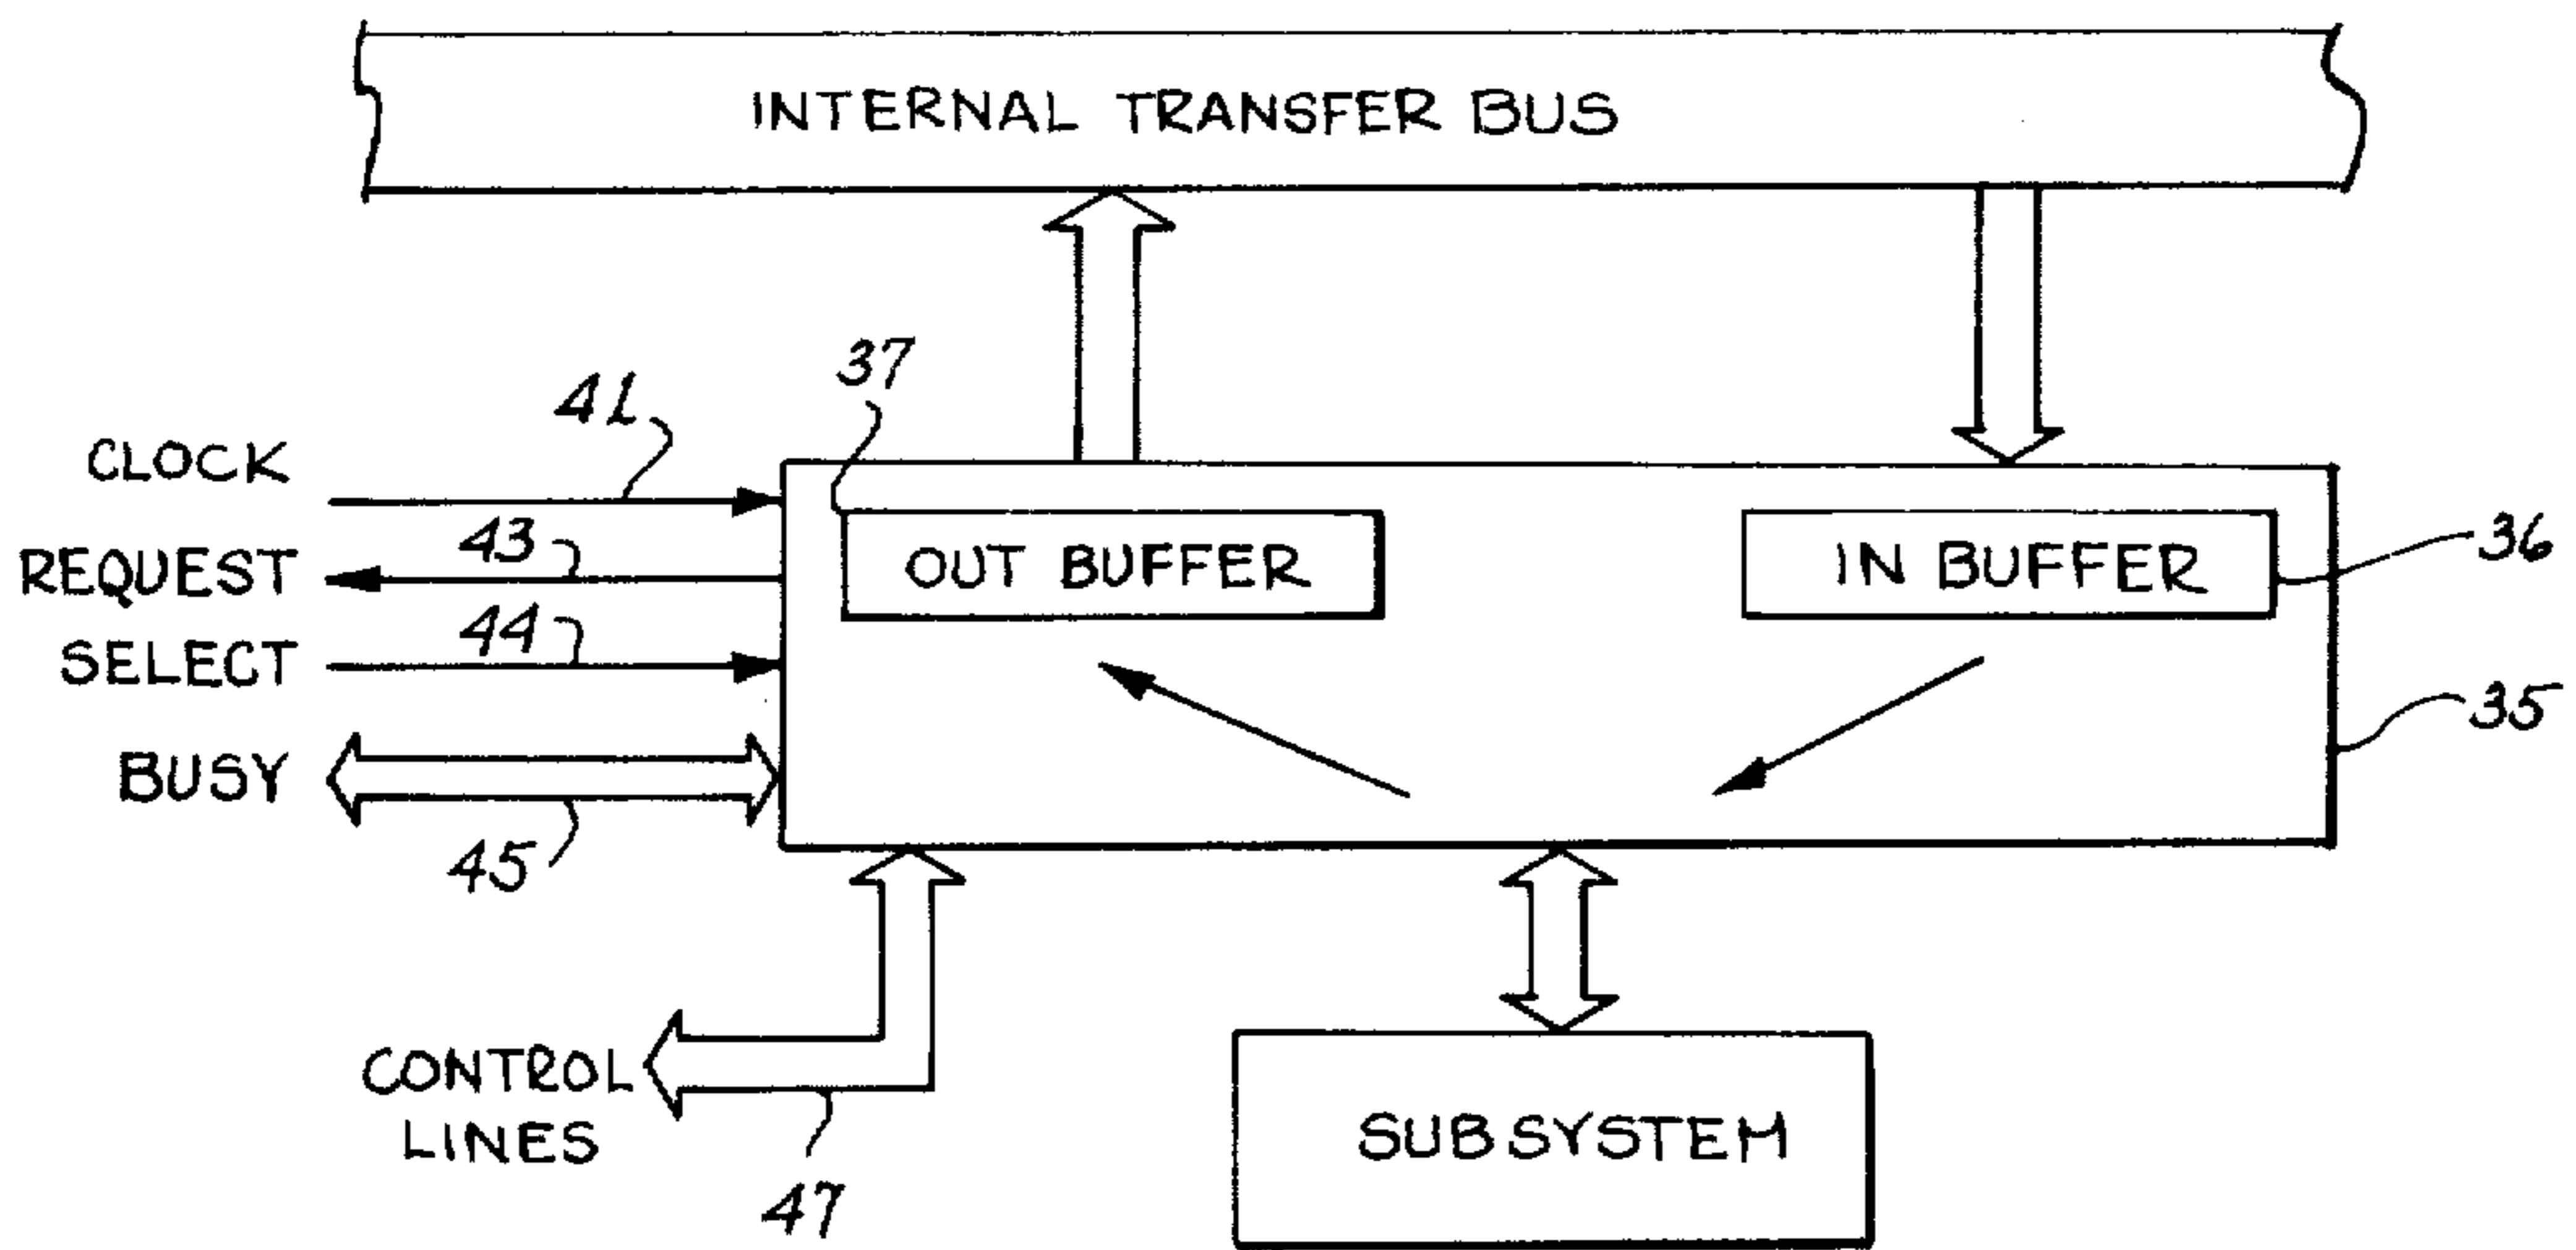 INTERNAL TRANSFER BUS
37
41
CLOCK
43
REQUEST
OUT BUFFER
IN BUFFER
36
44
SELECT
35
BUSY
45
CONTROL
LINES
47
SUBSYSTEM